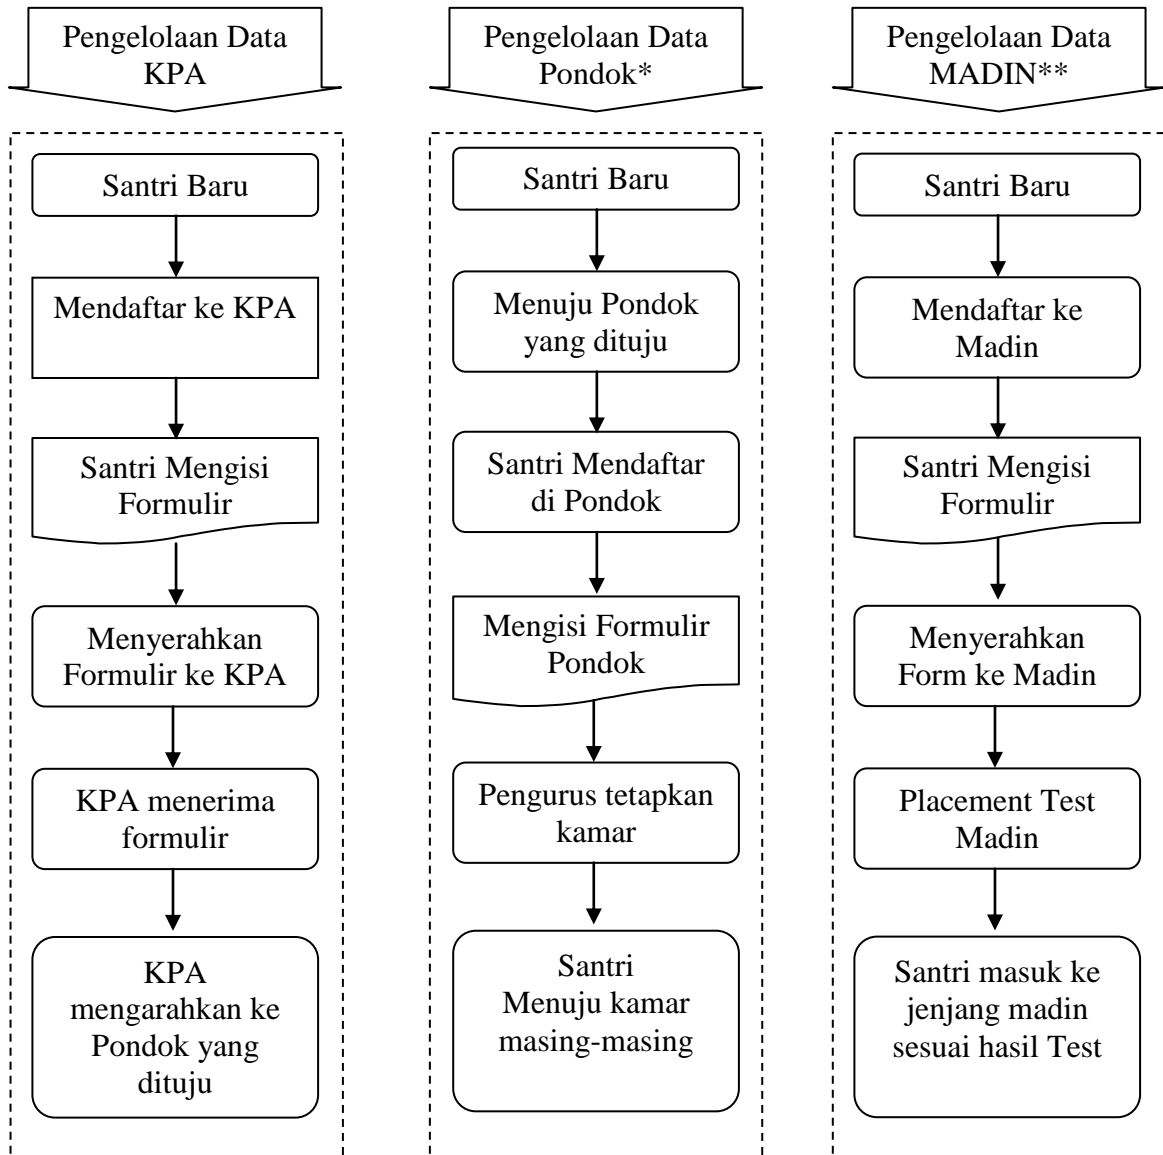 Pengelolaan Data
KPA
Santri Baru
Mendaftar ke KPA
Santri Mengisi
Formulir
Menyerahkan
Formulir ke KPA
KPA menerima
formulir
KPA
mengarahkan ke
Pondok yang
dituju
Pengelolaan Data
Pondok*
Santri Baru
Menuju Pondok
yang dituju
Santri Mendaftar
di Pondok
Mengisi Formulir
Pondok
Pengurus tetapkan
kamar
Santri
Menuju kamar
masing-masing
Pengelolaan Data
MADIN**
Santri Baru
Mendaftar ke
Madin
Santri Mengisi
Formulir
Menyerahkan
Form ke Madin
Placement Test
Madin
Santri masuk ke
jenjang madin
sesuai hasil Test